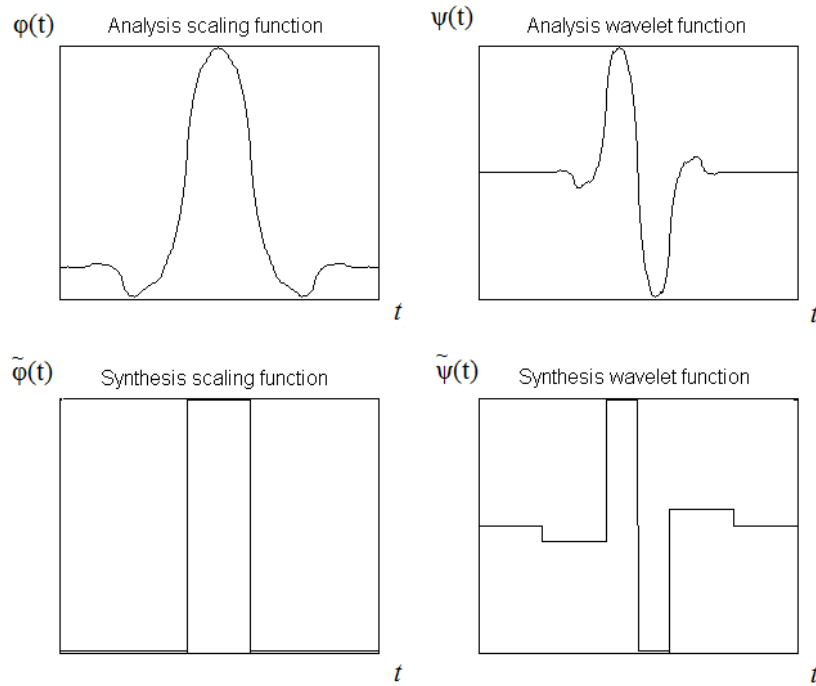 φ(t) Analysis scaling function
ψ(t) Analysis wavelet function
t
t
φ̃(t) Synthesis scaling function
ψ̃(t) Synthesis wavelet function
t
t